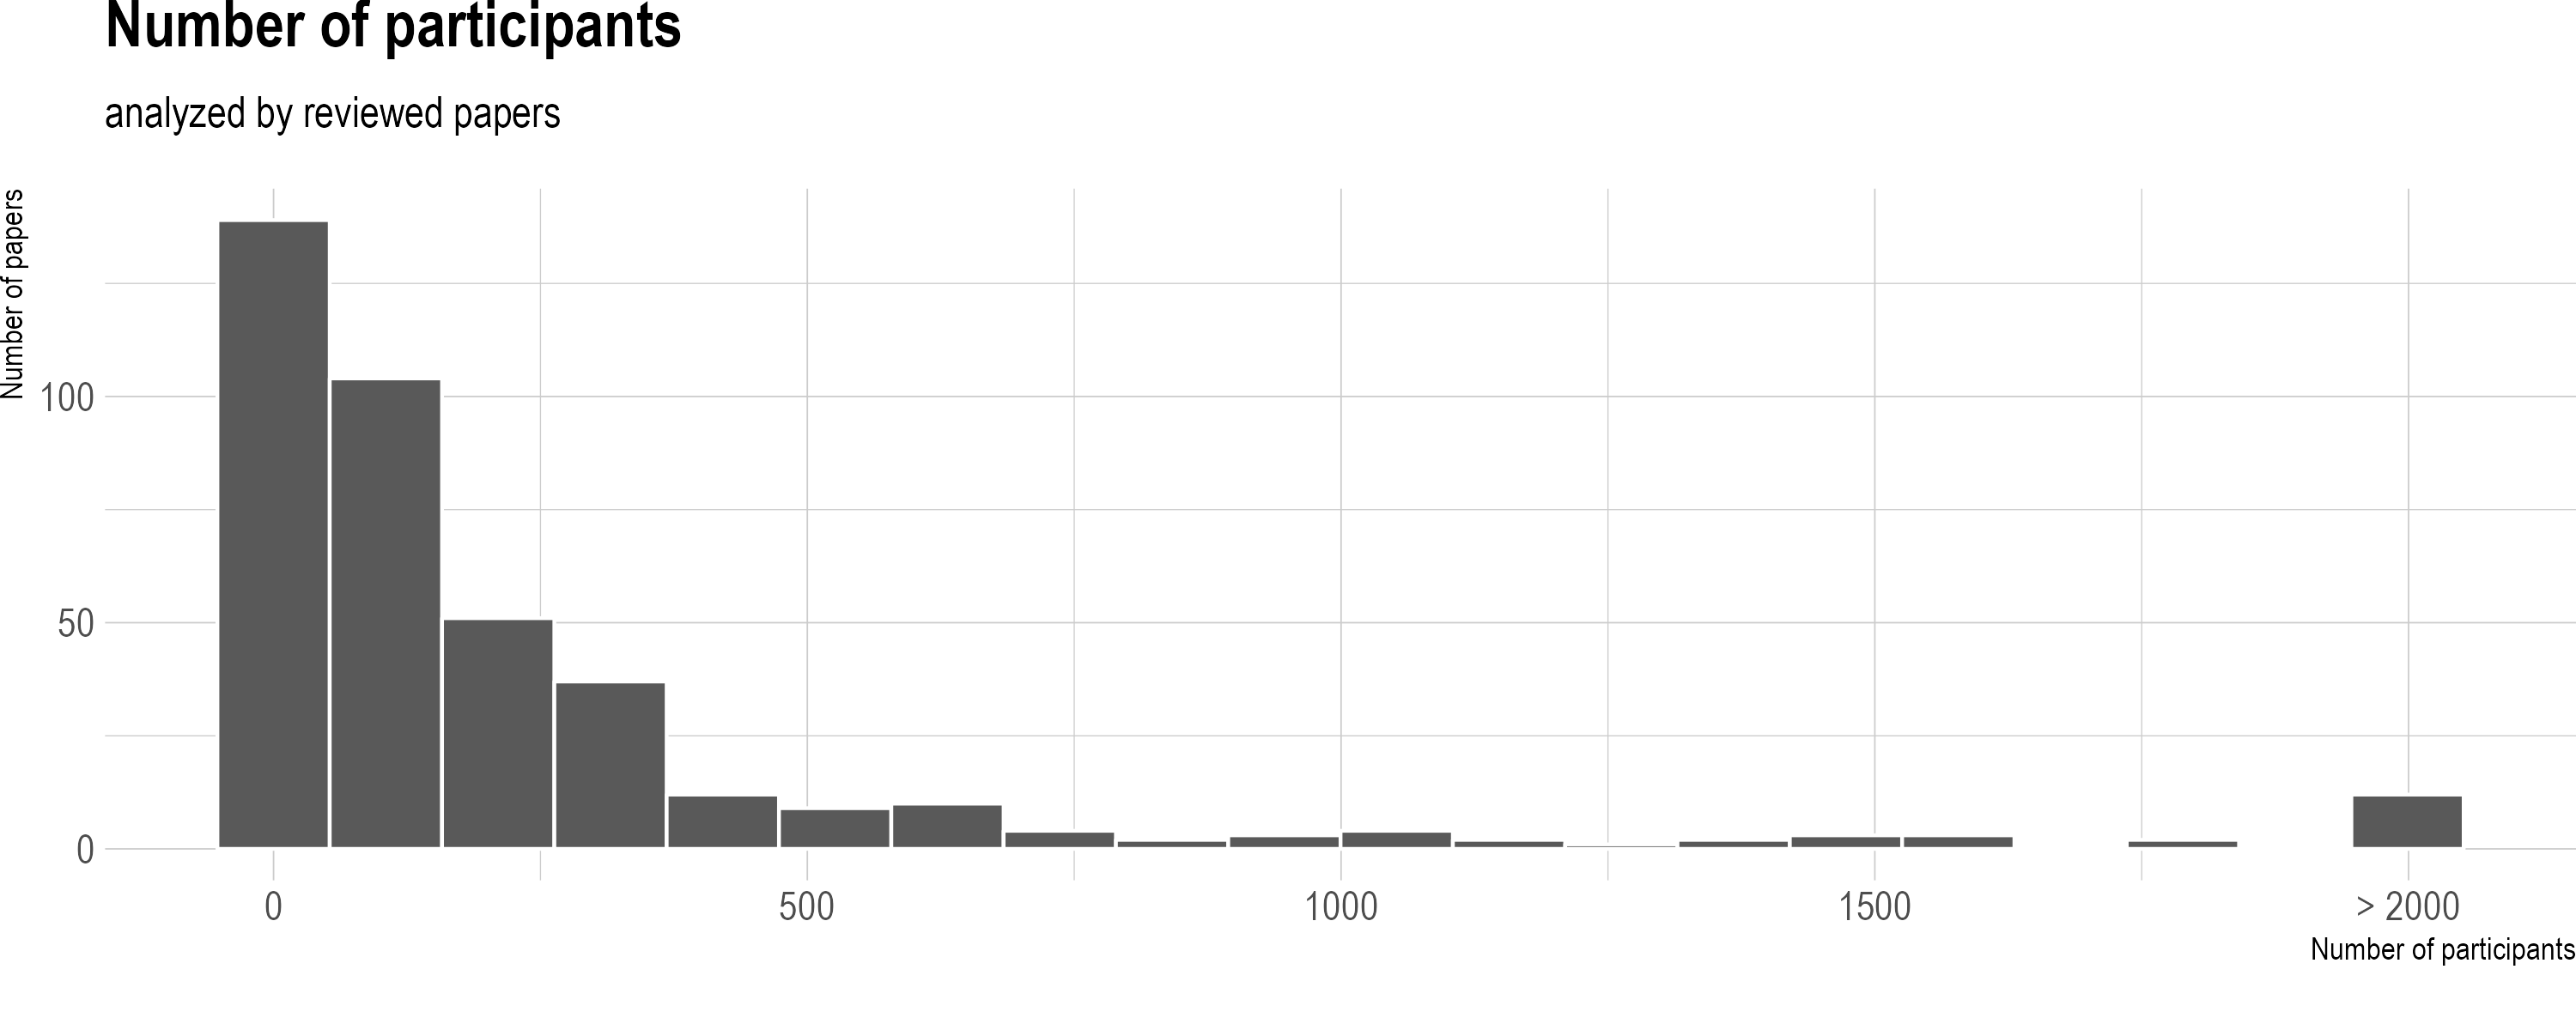 Number of participants
analyzed by reviewed papers
Number of papers
100
50
0
0
500
1000
1500
> 2000
Number of participants